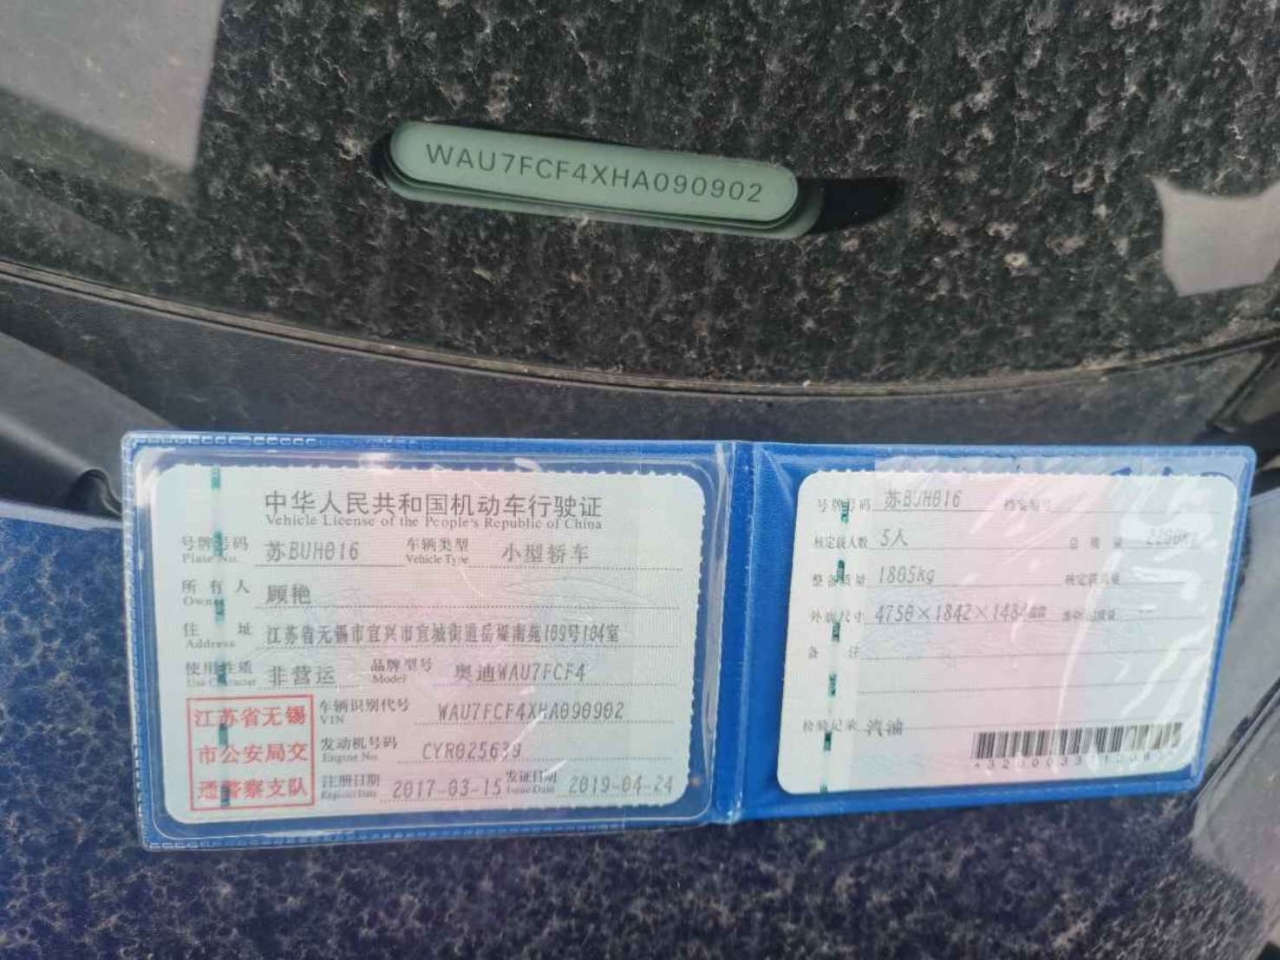 WAU7FCF4XHA090902
中华人民共和国机动车行驶证
Vehicle License of the People's Republic of China
号牌号码 苏BUH016 车辆类型 小型轿车
Plate No. Vehicle Type
所有人 顾艳
Owner
住址 江苏省无锡市宜兴市宜城街道岳堤南苑109号104室
Address
使用性质 非营运 品牌型号 奥迪WAU7FCF4
Use Character Model
江苏省无锡
市公安局交
通警察支队
车辆识别代号 WAU7FCF4XHA090902
VIN
发动机号码 CYR025639
Engine No.
注册日期 2017-03-15 发证日期 2019-04-24
Register Date Issue Date
号牌号码 苏BUH016 档案编号
核定载人数 5人 总质量
整备质量 1805kg 核定载质量
外廓尺寸 4750×1842×1484
备注
检验记录 汽油